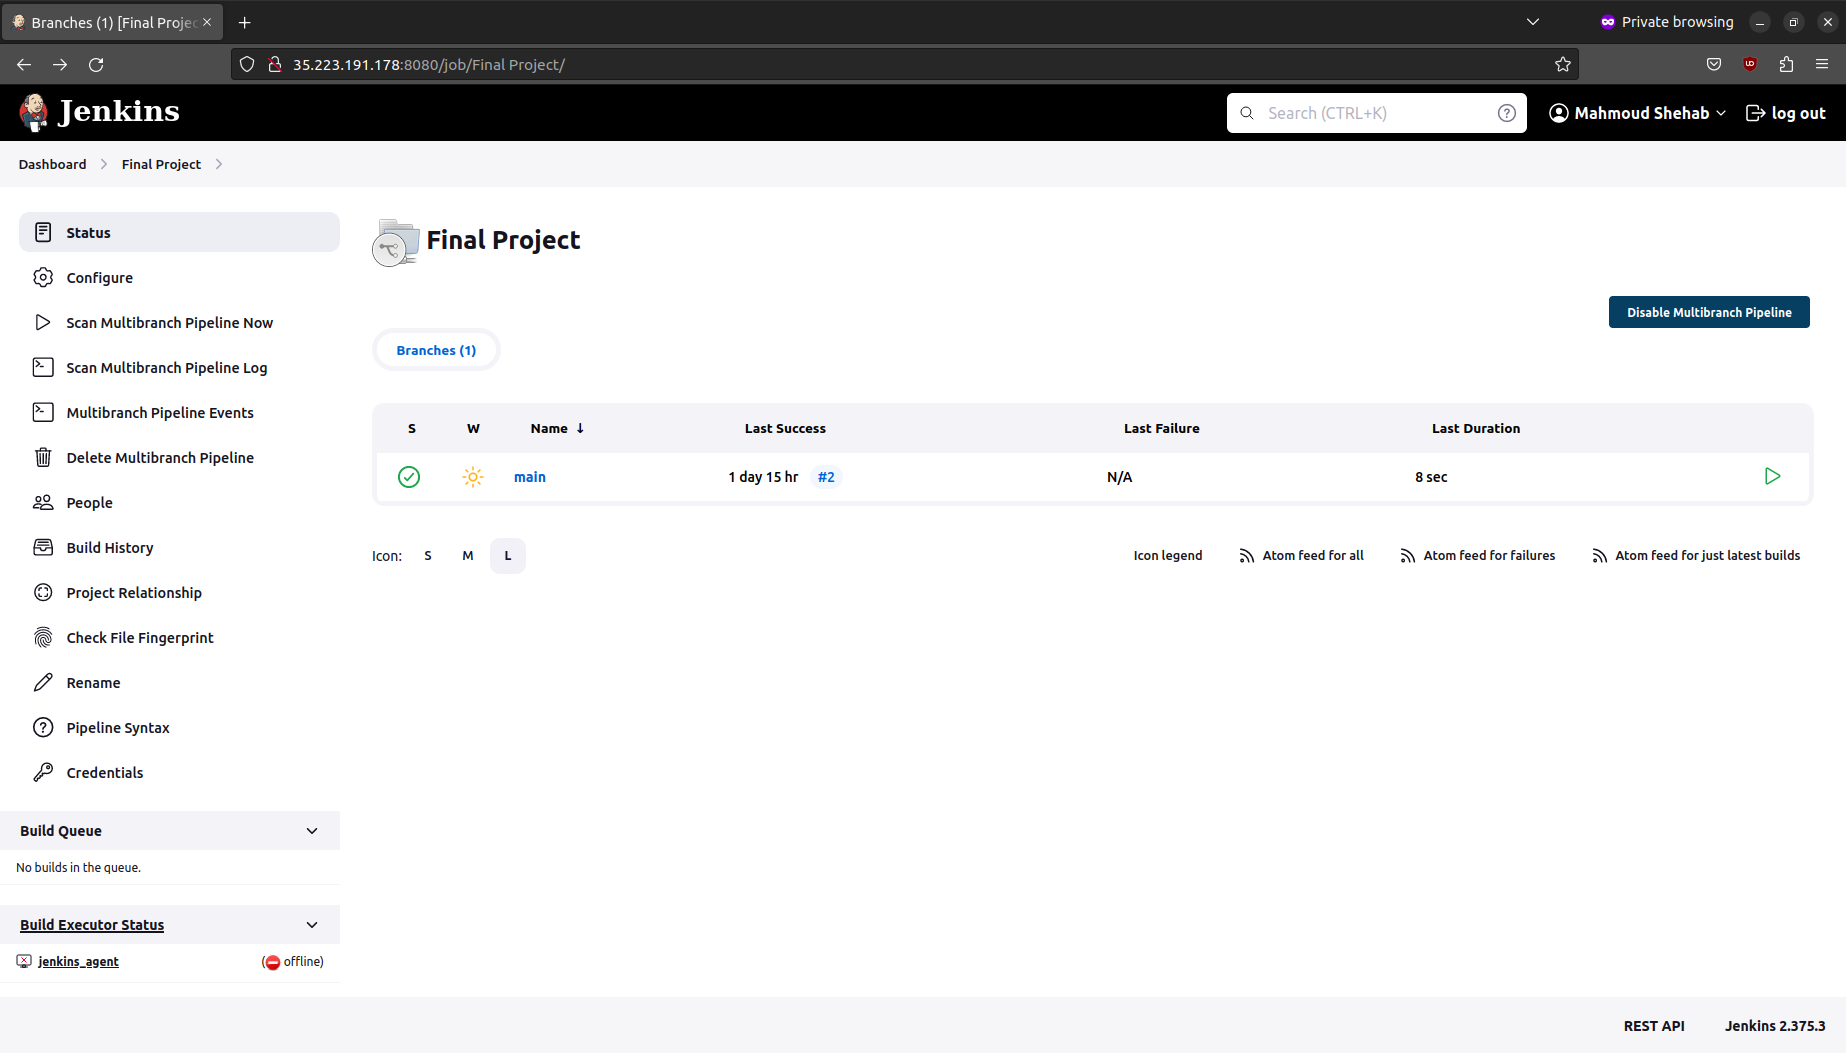 Branches (1) [Final Projec
Private browsing
35.223.191.178:8080/job/Final Project/
Jenkins
Search (CTRL+K)
Mahmoud Shehab
log out
Dashboard
Final Project
Status
Configure
Scan Multibranch Pipeline Now
Scan Multibranch Pipeline Log
Multibranch Pipeline Events
Delete Multibranch Pipeline
People
Build History
Project Relationship
Check File Fingerprint
Rename
Pipeline Syntax
Credentials
Build Queue
No builds in the queue.
Build Executor Status
jenkins_agent (offline)
Final Project
Disable Multibranch Pipeline
Branches (1)
S W Name ↓ Last Success Last Failure Last Duration
main 1 day 15 hr #2 N/A 8 sec
Icon: S M L
Icon legend Atom feed for all Atom feed for failures Atom feed for just latest builds
REST API Jenkins 2.375.3